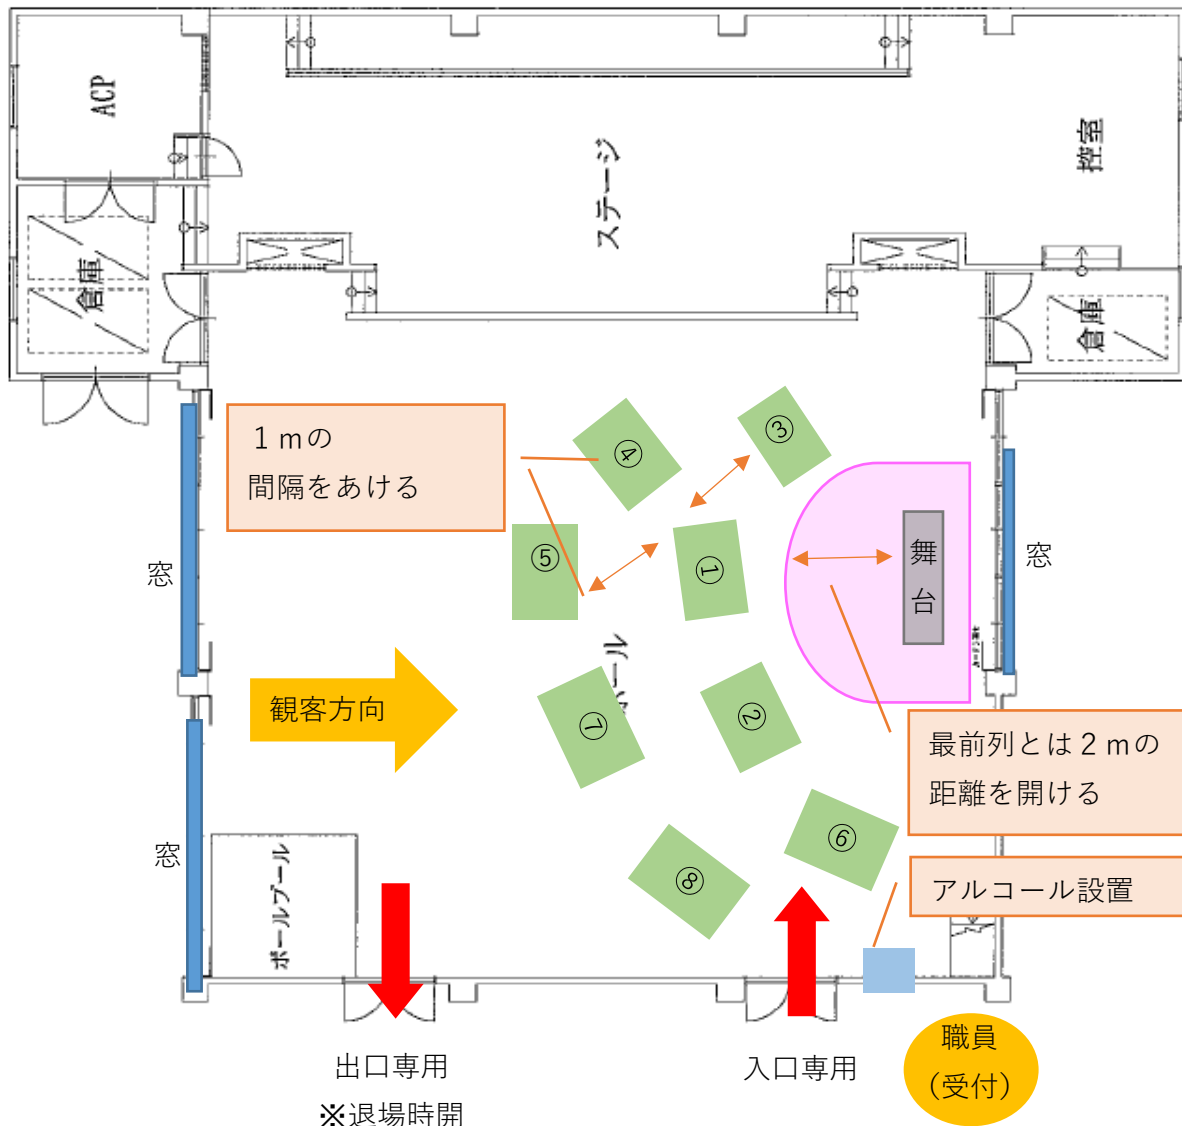 ACP
ステージ
控室
倉庫
倉庫
１ｍの
間隔をあける
④
③
⑤
①
舞
台
窓
窓
ホール
観客方向
⑦
②
最前列とは２ｍの
距離を開ける
窓
ボールプール
⑧
⑥
アルコール設置
出口専用
※退場時開
入口専用
職員
（受付）